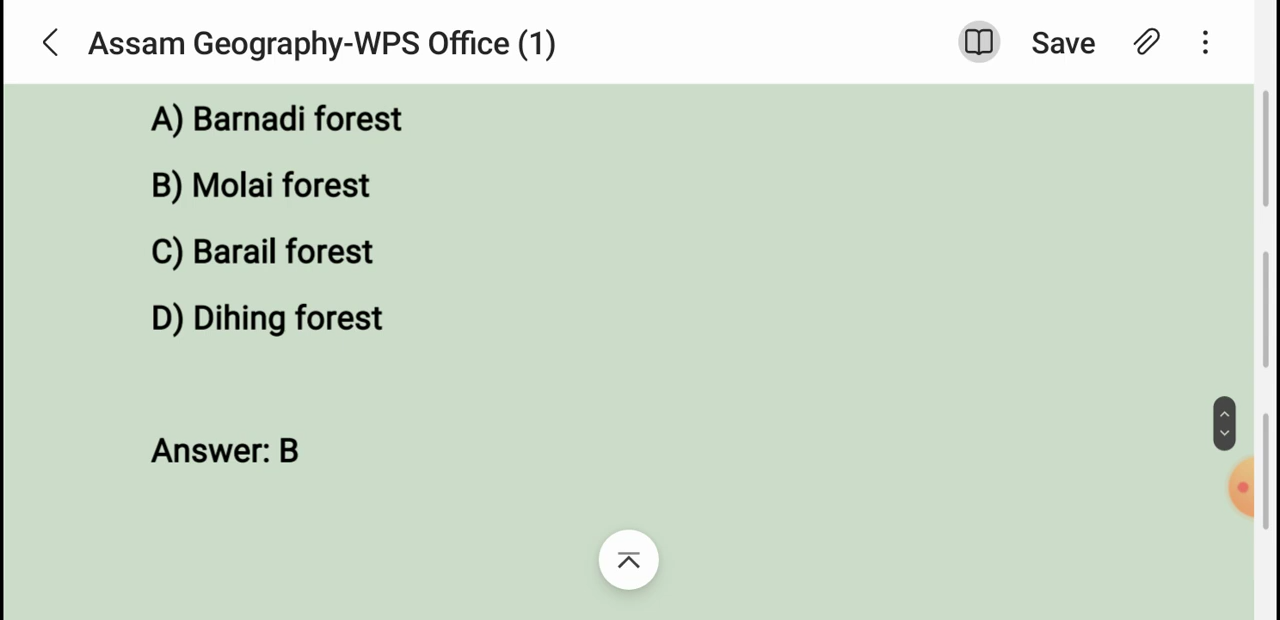 Assam Geography-WPS Office (1)
Save
A) Barnadi forest
B) Molai forest
C) Barail forest
D) Dihing forest
Answer: B